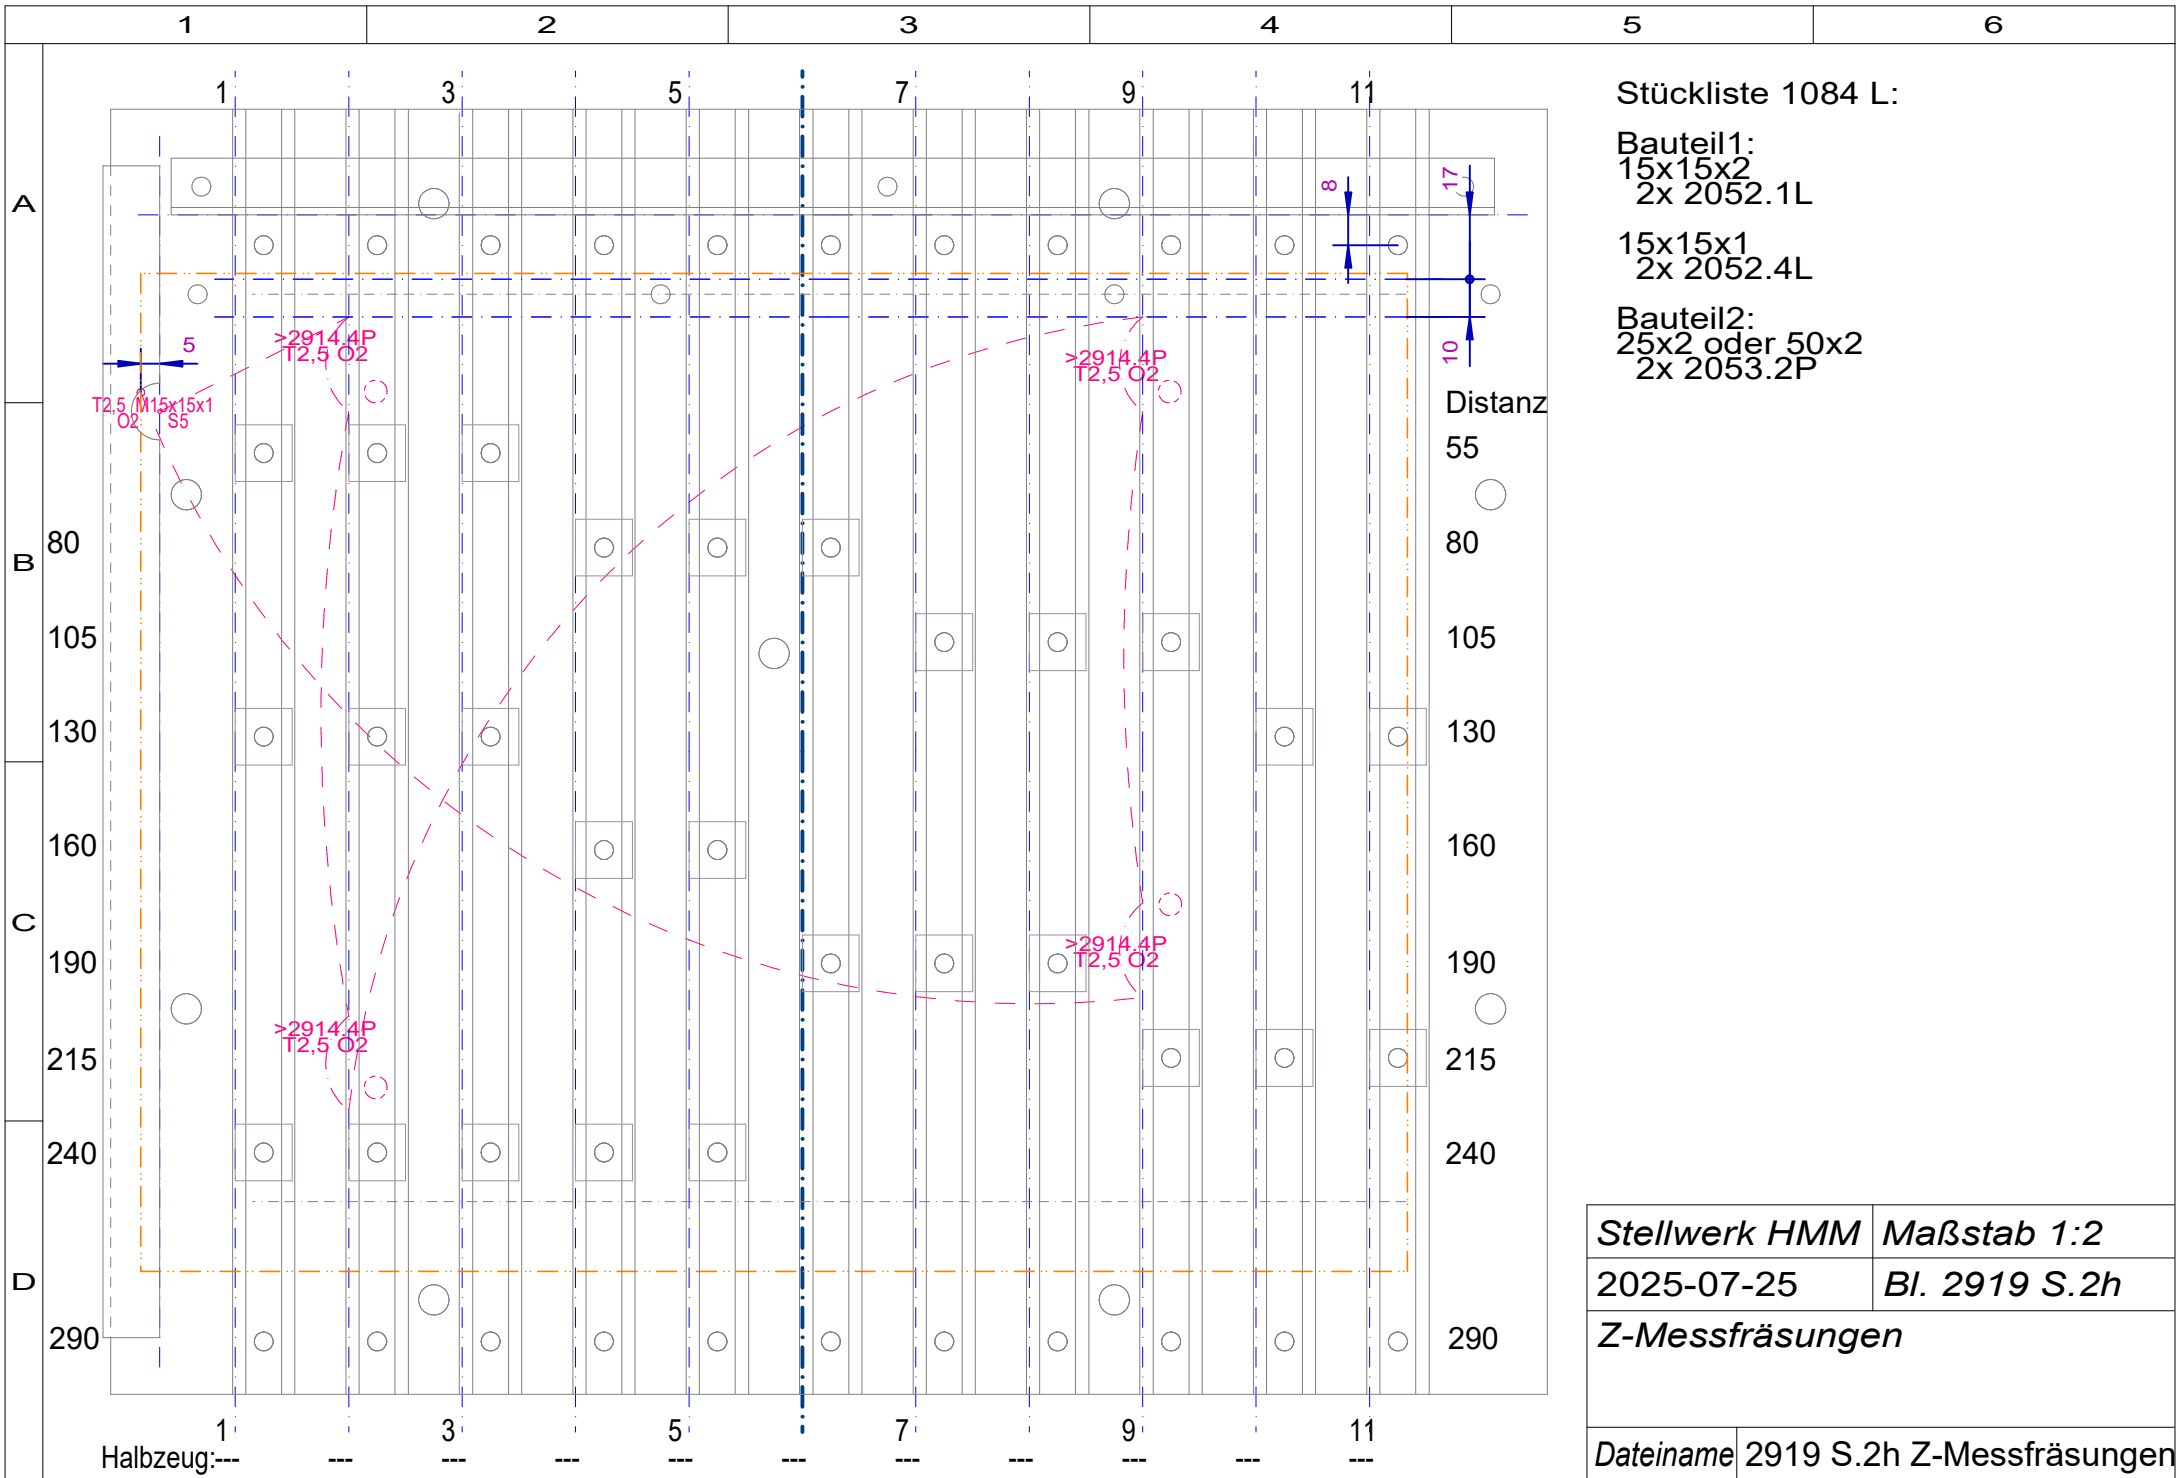 1 2 3 4 5 6
A
B
C
D
1 3 5 7 9 11
8
17
10
5
>2914.4P
T2,5 O2
>2914.4P
T2,5 O2
T2,5 M15x15x1
O2 S5
Distanz
55
80 80
105 105
130 130
160 160
190 190
>2914.4P
T2,5 O2
>2914.4P
T2,5 O2
215 215
240 240
290 290
1 3 5 7 9 11
Halbzeug:--- --- --- --- --- --- --- --- --- --- ---
Stückliste 1084 L:
Bauteil1:
15x15x2
2x 2052.1L
15x15x1
2x 2052.4L
Bauteil2:
25x2 oder 50x2
2x 2053.2P
Stellwerk HMM Maßstab 1:2
2025-07-25 Bl. 2919 S.2h
Z-Messfräsungen
Dateiname 2919 S.2h Z-Messfräsungen